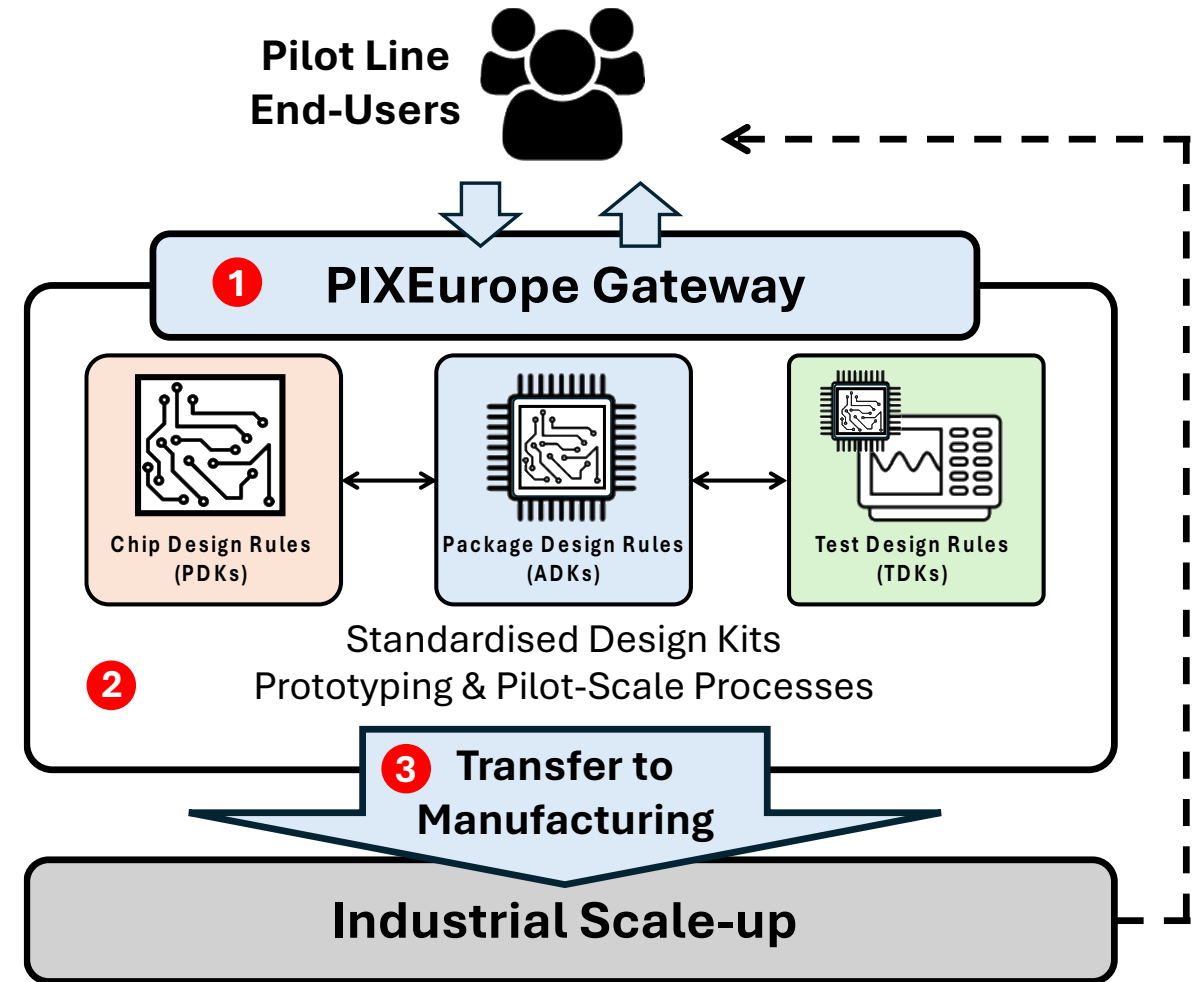 Pilot Line
End-Users
1 PIXEurope Gateway
Chip Design Rules
(PDKs)
Package Design Rules
(ADKs)
Test Design Rules
(TDKs)
Standardised Design Kits
2 Prototyping & Pilot-Scale Processes
3 Transfer to
Manufacturing
Industrial Scale-up